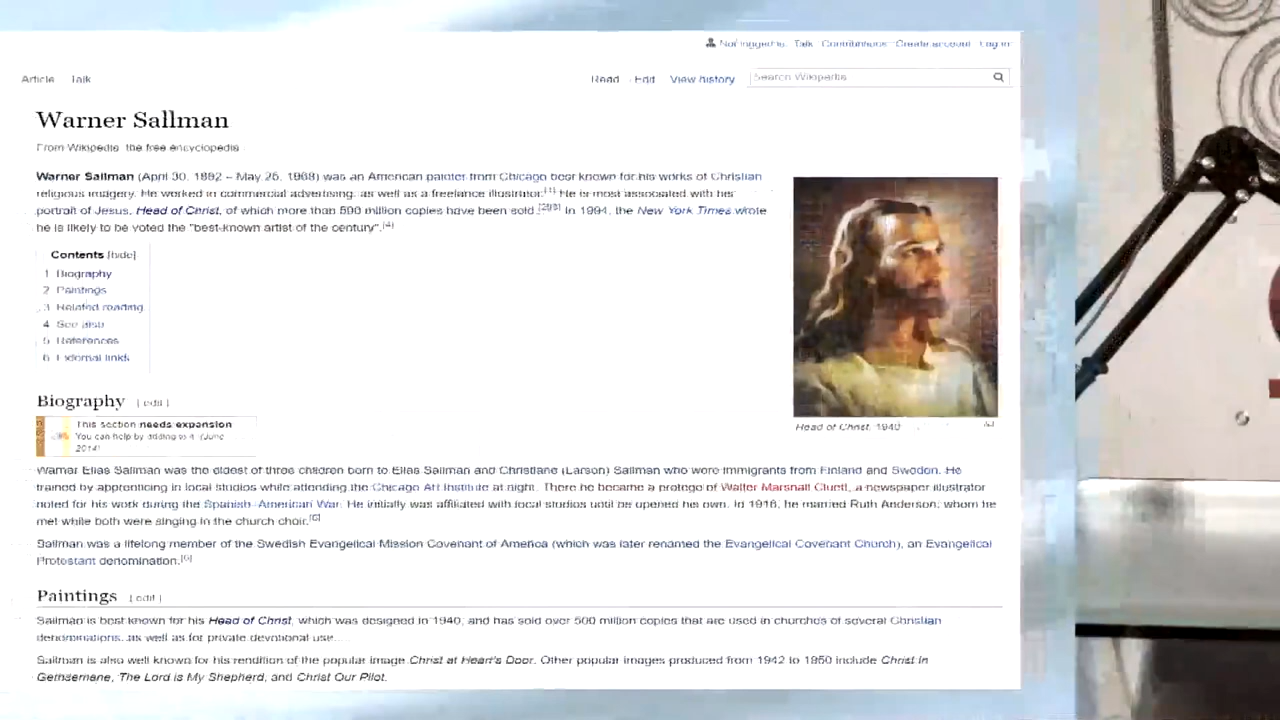 Not logged in Talk Contributions Create account Log in
Article Talk Read Edit View history Search Wikipedia
Warner Sallman
From Wikipedia, the free encyclopedia
Warner Sallman (April 30, 1892 – May 25, 1968) was an American painter from Chicago best known for his works of Christian
religious imagery. He worked in commercial advertising, as well as a freelance illustrator.[1] He is most associated with his
portrait of Jesus, Head of Christ, of which more than 500 million copies have been sold.[2][3] In 1994, the New York Times wrote
he is likely to be voted the "best-known artist of the century".[4]
Contents [hide]
1 Biography
2 Paintings
3 Related reading
4 See also
5 References
6 External links
Head of Christ, 1940
Biography [ edit ]
This section needs expansion.
You can help by adding to it. (June
2014)
Warner Elias Sallman was the eldest of three children born to Elias Sallman and Christiane (Larson) Sallman who were immigrants from Finland and Sweden. He
trained by apprenticing in local studios while attending the Chicago Art Institute at night. There he became a protege of Walter Marshall Clueti, a newspaper illustrator
noted for his work during the Spanish–American War. He initially was affiliated with local studios until he opened his own. In 1916, he married Ruth Anderson, whom he
met while both were singing in the church choir.[5]
Sallman was a lifelong member of the Swedish Evangelical Mission Covenant of America (which was later renamed the Evangelical Covenant Church), an Evangelical
Protestant denomination.[6]
Paintings [ edit ]
Sallman is best known for his Head of Christ, which was designed in 1940, and has sold over 500 million copies that are used in churches of several Christian
denominations, as well as for private devotional use.
Sallman is also well known for his rendition of the popular image Christ at Heart's Door. Other popular images produced from 1942 to 1950 include Christ in
Gethsemane, The Lord is My Shepherd, and Christ Our Pilot.